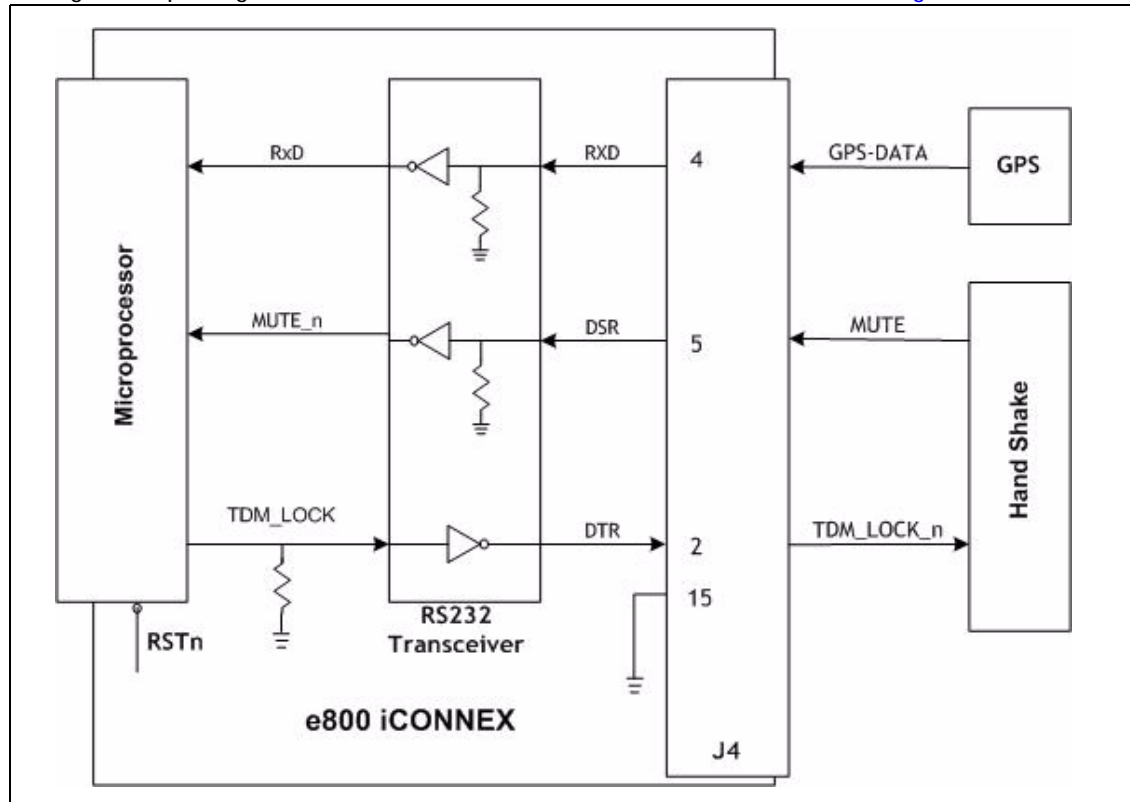 RxD
RXD
4
GPS-DATA
GPS
MUTE_n
DSR
5
MUTE
Microprocessor
Hand Shake
TDM_LOCK
DTR
2
TDM_LOCK_n
15
RSTn
RS232
Transceiver
e800 iCONNEX
J4